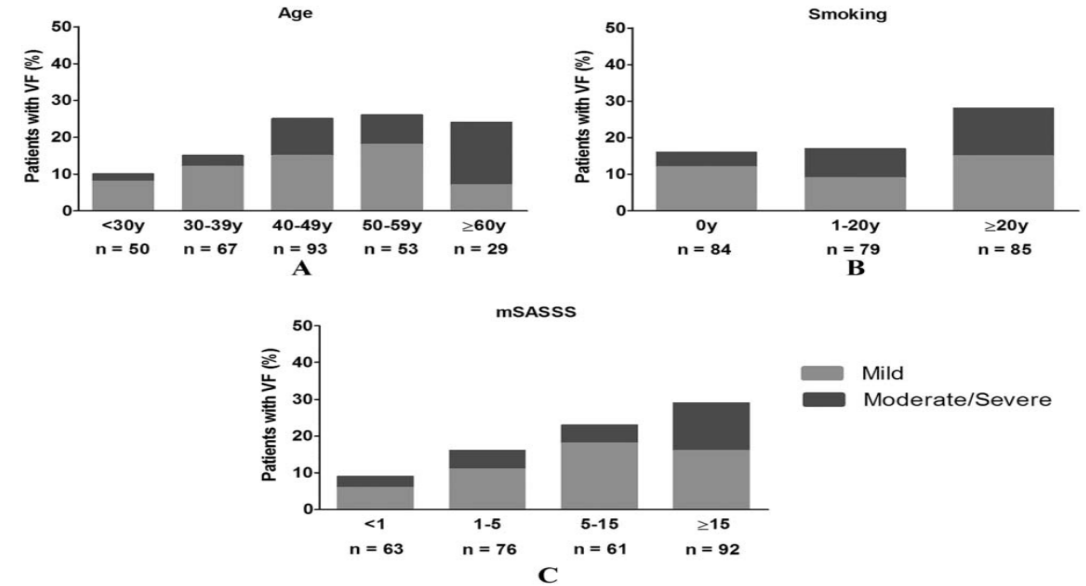 Age
Patients with VF (%)
50
40
30
20
10
0
<30y 30-39y 40-49y 50-59y ≥60y
n = 50 n = 67 n = 93 n = 53 n = 29
A
Smoking
Patients with VF (%)
50
40
30
20
10
0
0y 1-20y ≥20y
n = 84 n = 79 n = 85
B
mSASSS
Patients with VF (%)
50
40
30
20
10
0
<1 1-5 5-15 ≥15
n = 63 n = 76 n = 61 n = 92
C
Mild
Moderate/Severe